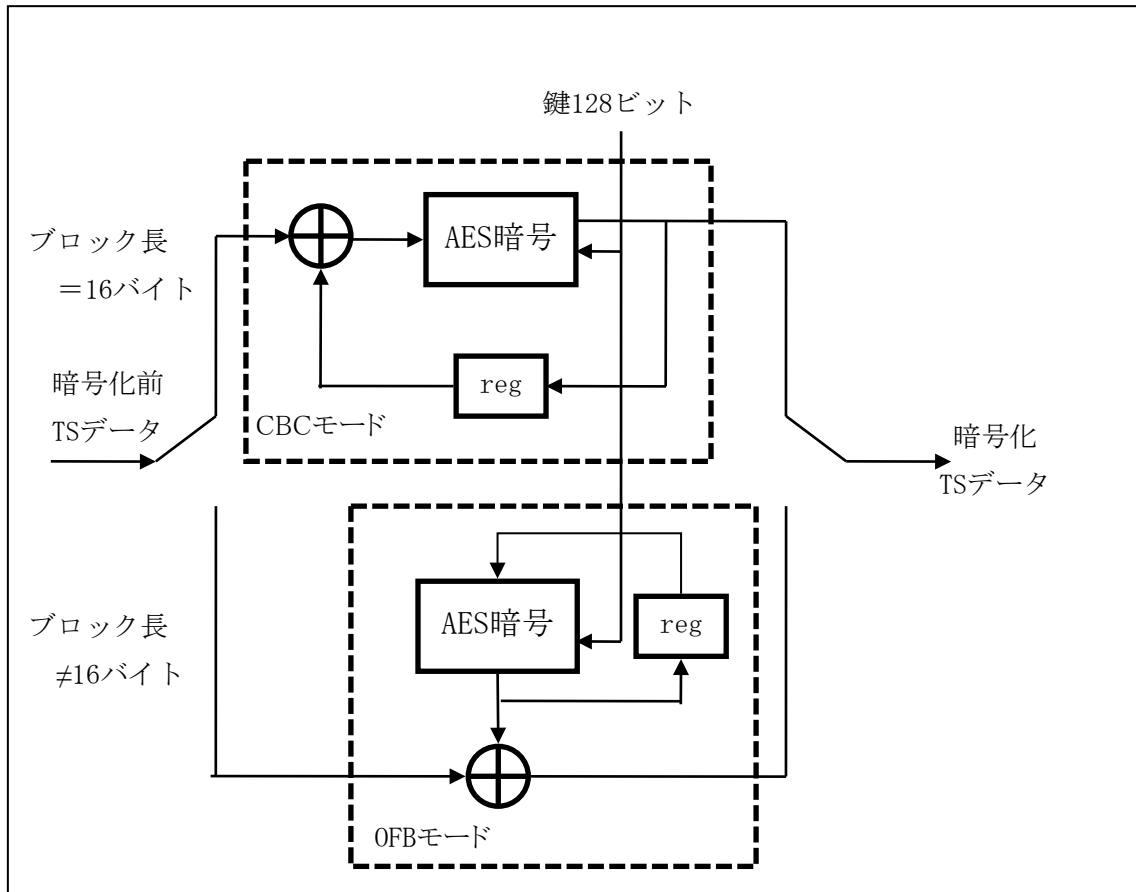 鍵128ビット
ブロック長
=16バイト
AES暗号
暗号化前
TSデータ
reg
CBCモード
暗号化
TSデータ
ブロック長
≠16バイト
AES暗号
reg
OFBモード